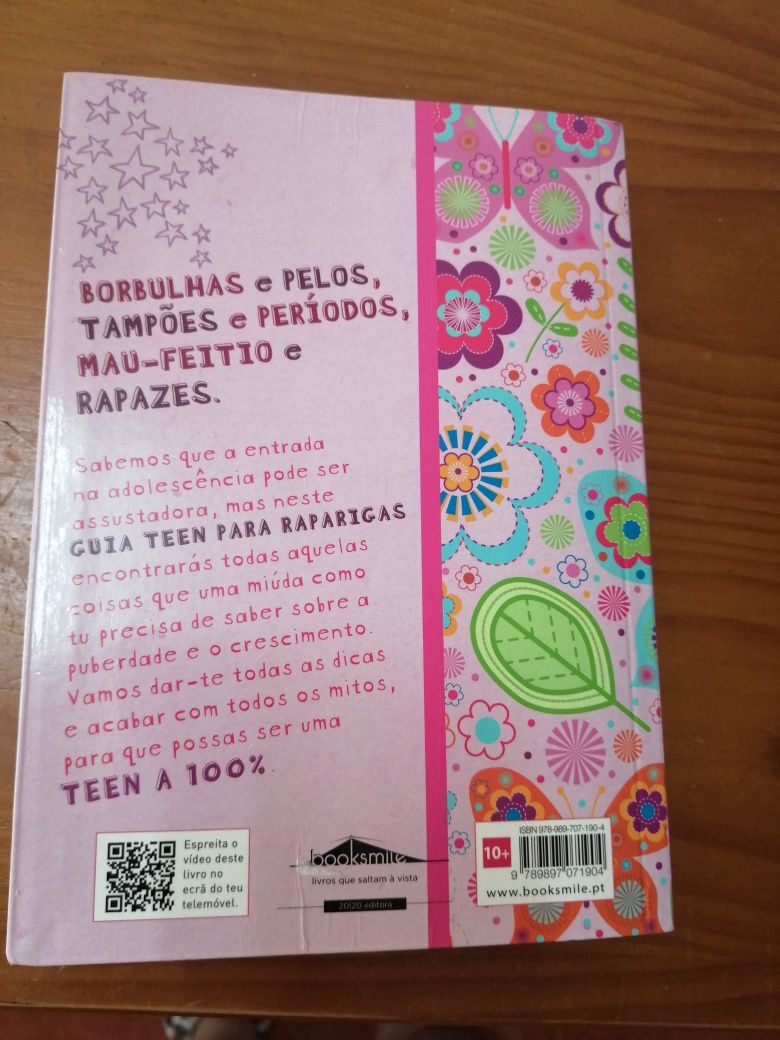 BORBULHAS e PELOS,
TAMPÕES e PERÍODOS,
MAU-FEITIO e
RAPAZES.
Sabemos que a entrada
na adolescência pode ser
assustadora, mas neste
GUIA TEEN PARA RAPARIGAS
encontrarás todas aquelas
coisas que uma miúda como
tu precisa de saber sobre a
puberdade e o crescimento.
Vamos dar-te todas as dicas
e acabar com todos os mitos,
para que possas ser uma
TEEN A 100%.
Espreita o
vídeo deste
livro no
ecrã do teu
telemóvel.
booksmile
livros que saltam à vista
20|20 editora
ISBN 978-989-707-190-4
10+
9 789897 071904
www.booksmile.pt